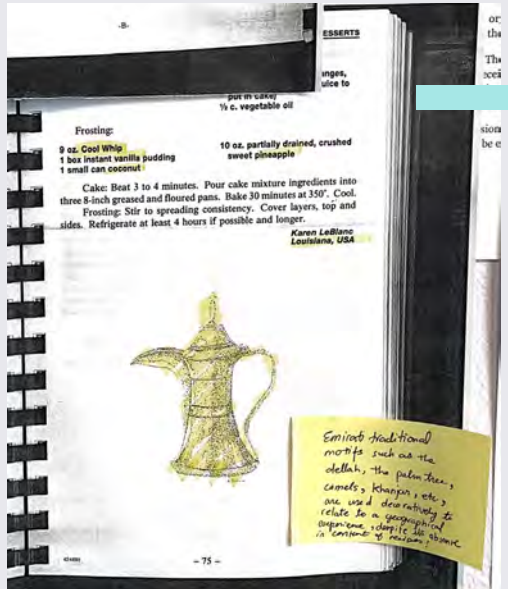 -B-
ESSERTS
anges,
uice to
put in cake)
½ c. vegetable oil
Frosting:
9 oz. Cool Whip
1 box instant vanilla pudding
1 small can coconut
10 oz. partially drained, crushed
sweet pineapple
Cake: Beat 3 to 4 minutes. Pour cake mixture ingredients into
three 8-inch greased and floured pans. Bake 30 minutes at 350°. Cool.
Frosting: Stir to spreading consistency. Cover layers, top and
sides. Refrigerate at least 4 hours if possible and longer.
Karen LeBlanc
Louisiana, USA
Emirati traditional
motifs such as the
dellah, the palm tree,
camels, khanjar, etc,
are used decoratively to
relate to a geographical
experience, despite its absence
in content of recipes!
- 75 -
or
the
The
sion
be e